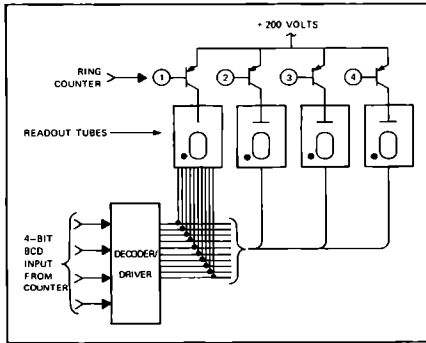 + 200 VOLTS
RING
COUNTER
1
2
3
4
READOUT TUBES
4-BIT
BCD
INPUT
FROM
COUNTER
DECODER/
DRIVER